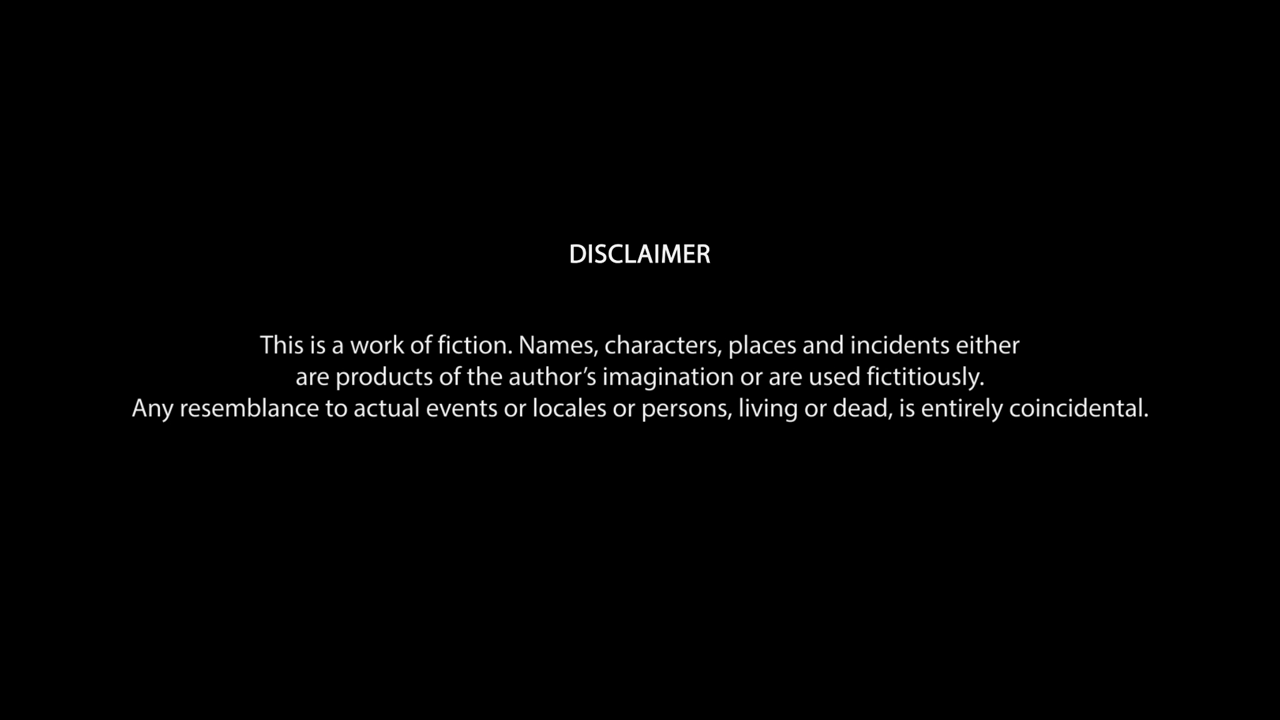 DISCLAIMER
This is a work of fiction. Names, characters, places and incidents either
are products of the author’s imagination or are used fictitiously.
Any resemblance to actual events or locales or persons, living or dead, is entirely coincidental.